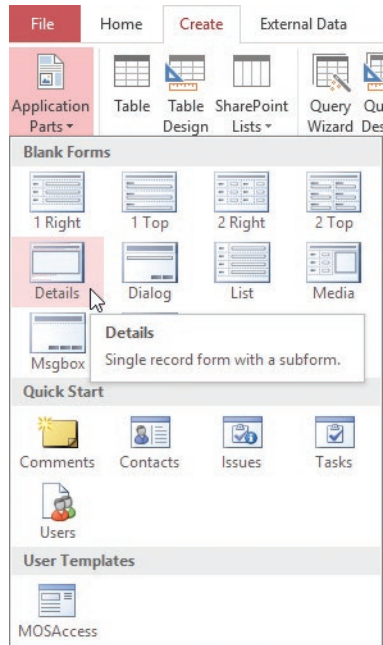 File Home Create External Data
Application Parts Table Table Design SharePoint Lists Query Wizard
Blank Forms
1 Right 1 Top 2 Right 2 Top
Details Dialog List Media
Msgbox
Details
Single record form with a subform.
Quick Start
Comments Contacts Issues Tasks
Users
User Templates
MOSAccess